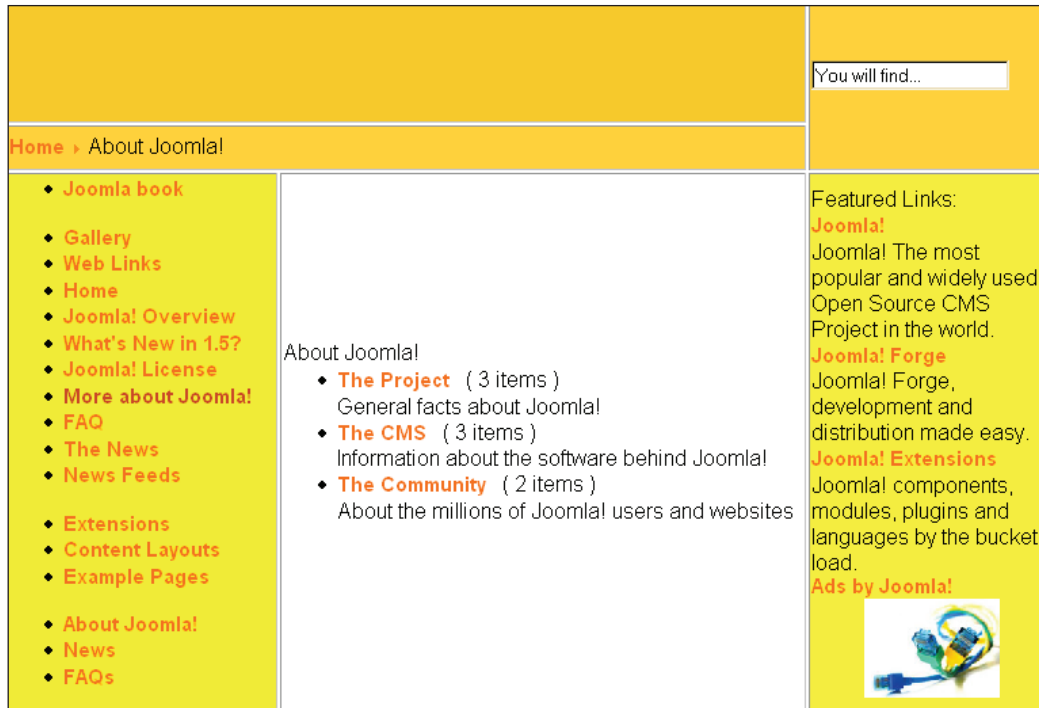 You will find...
Home About Joomla!
Joomla book
Gallery
Web Links
Home
Joomla! Overview
What's New in 1.5?
Joomla! License
More about Joomla!
FAQ
The News
News Feeds
Extensions
Content Layouts
Example Pages
About Joomla!
News
FAQs
About Joomla!
The Project ( 3 items )
General facts about Joomla!
The CMS ( 3 items )
Information about the software behind Joomla!
The Community ( 2 items )
About the millions of Joomla! users and websites
Featured Links:
Joomla!
Joomla! The most
popular and widely used
Open Source CMS
Project in the world.
Joomla! Forge
Joomla! Forge,
development and
distribution made easy.
Joomla! Extensions
Joomla! components,
modules, plugins and
languages by the bucket
load.
Ads by Joomla!